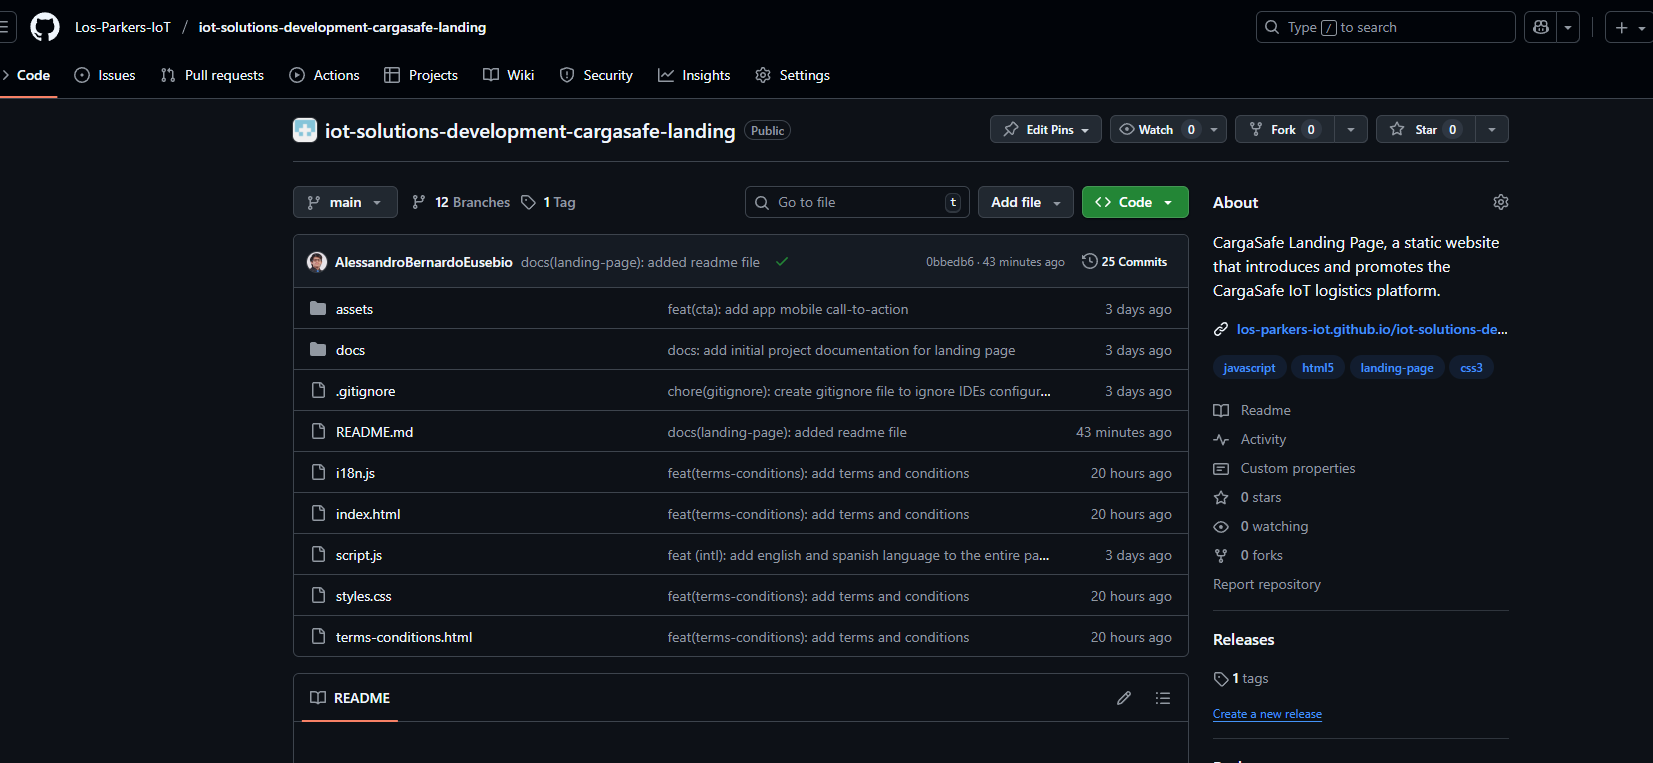 Los-Parkers-IoT / iot-solutions-development-cargasafe-landing
Type / to search
Code Issues Pull requests Actions Projects Wiki Security Insights Settings
iot-solutions-development-cargasafe-landing Public
Edit Pins Watch 0 Fork 0 Star 0
main 12 Branches 1 Tag Go to file t Add file Code
AlessandroBernardoEusebio docs(landing-page): added readme file 0bbedb6 · 43 minutes ago 25 Commits
assets feat(cta): add app mobile call-to-action 3 days ago
docs docs: add initial project documentation for landing page 3 days ago
.gitignore chore(gitignore): create gitignore file to ignore IDEs configur... 3 days ago
README.md docs(landing-page): added readme file 43 minutes ago
i18n.js feat(terms-conditions): add terms and conditions 20 hours ago
index.html feat(terms-conditions): add terms and conditions 20 hours ago
script.js feat (intl): add english and spanish language to the entire pa... 3 days ago
styles.css feat(terms-conditions): add terms and conditions 20 hours ago
terms-conditions.html feat(terms-conditions): add terms and conditions 20 hours ago
README
About
CargaSafe Landing Page, a static website
that introduces and promotes the
CargaSafe IoT logistics platform.
los-parkers-iot.github.io/iot-solutions-de...
javascript html5 landing-page css3
Readme
Activity
Custom properties
0 stars
0 watching
0 forks
Report repository
Releases
1 tags
Create a new release